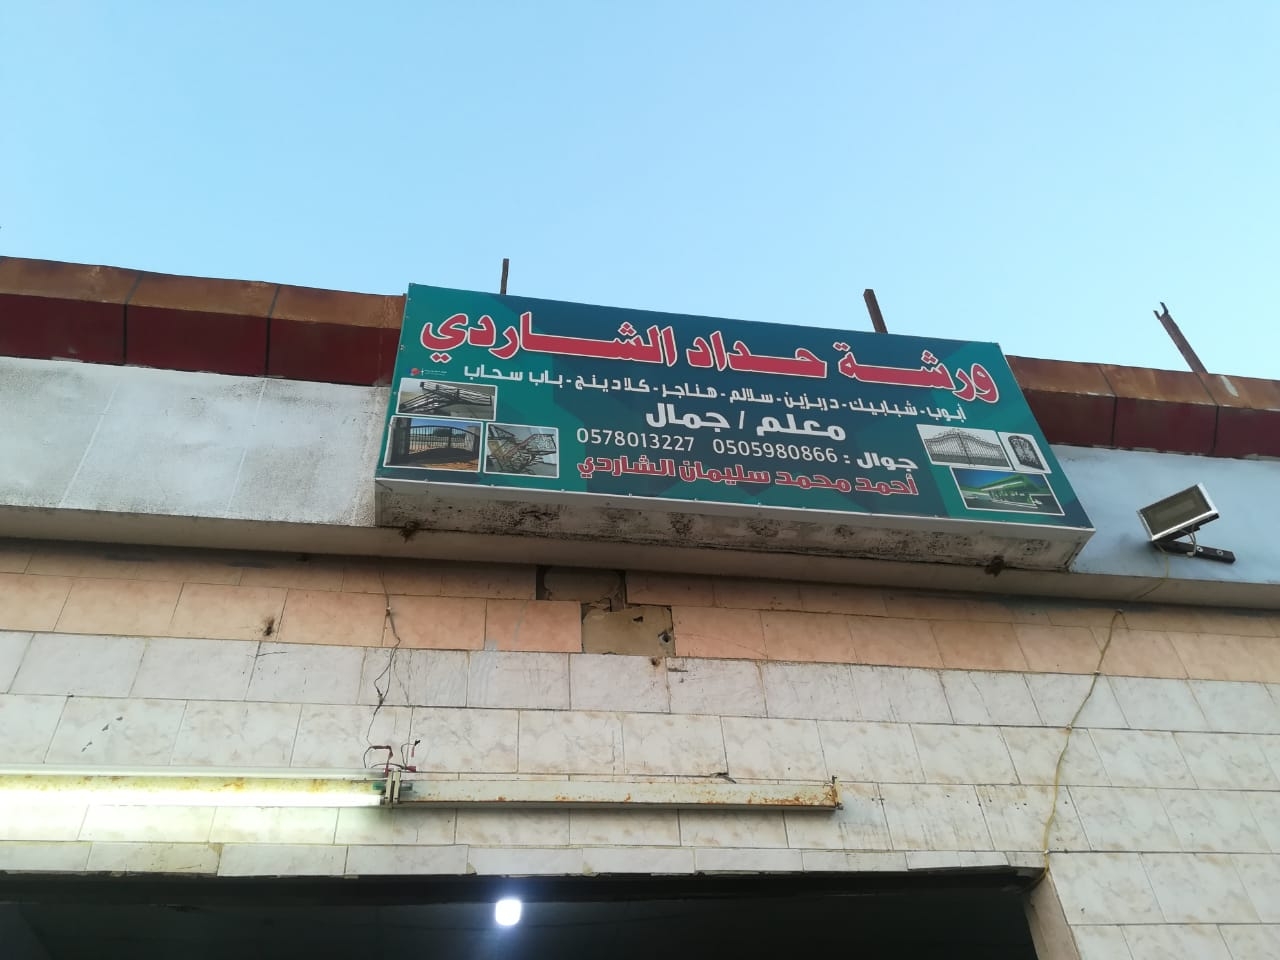 ورشة حداد الشاردي
أبوب - شبابيك - دربزين - سلالم - هناجر - كلادينج - باب سحاب
معلم / جمال
جوال : 0505980866 0578013227
أحمد محمد سليمان الشاردي